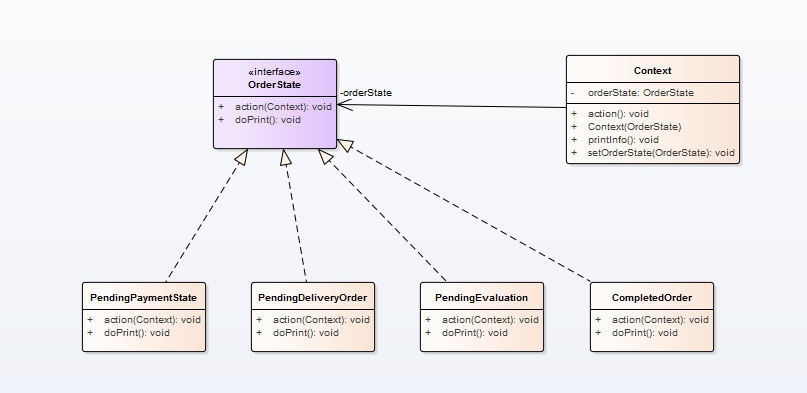 «interface»
OrderState
+ action(Context): void
+ doPrint(): void
-orderState
Context
- orderState: OrderState
+ action(): void
+ Context(OrderState)
+ printInfo(): void
+ setOrderState(OrderState): void
PendingPaymentState
+ action(Context): void
+ doPrint(): void
PendingDeliveryOrder
+ action(Context): void
+ doPrint(): void
PendingEvaluation
+ action(Context): void
+ doPrint(): void
CompletedOrder
+ action(Context): void
+ doPrint(): void